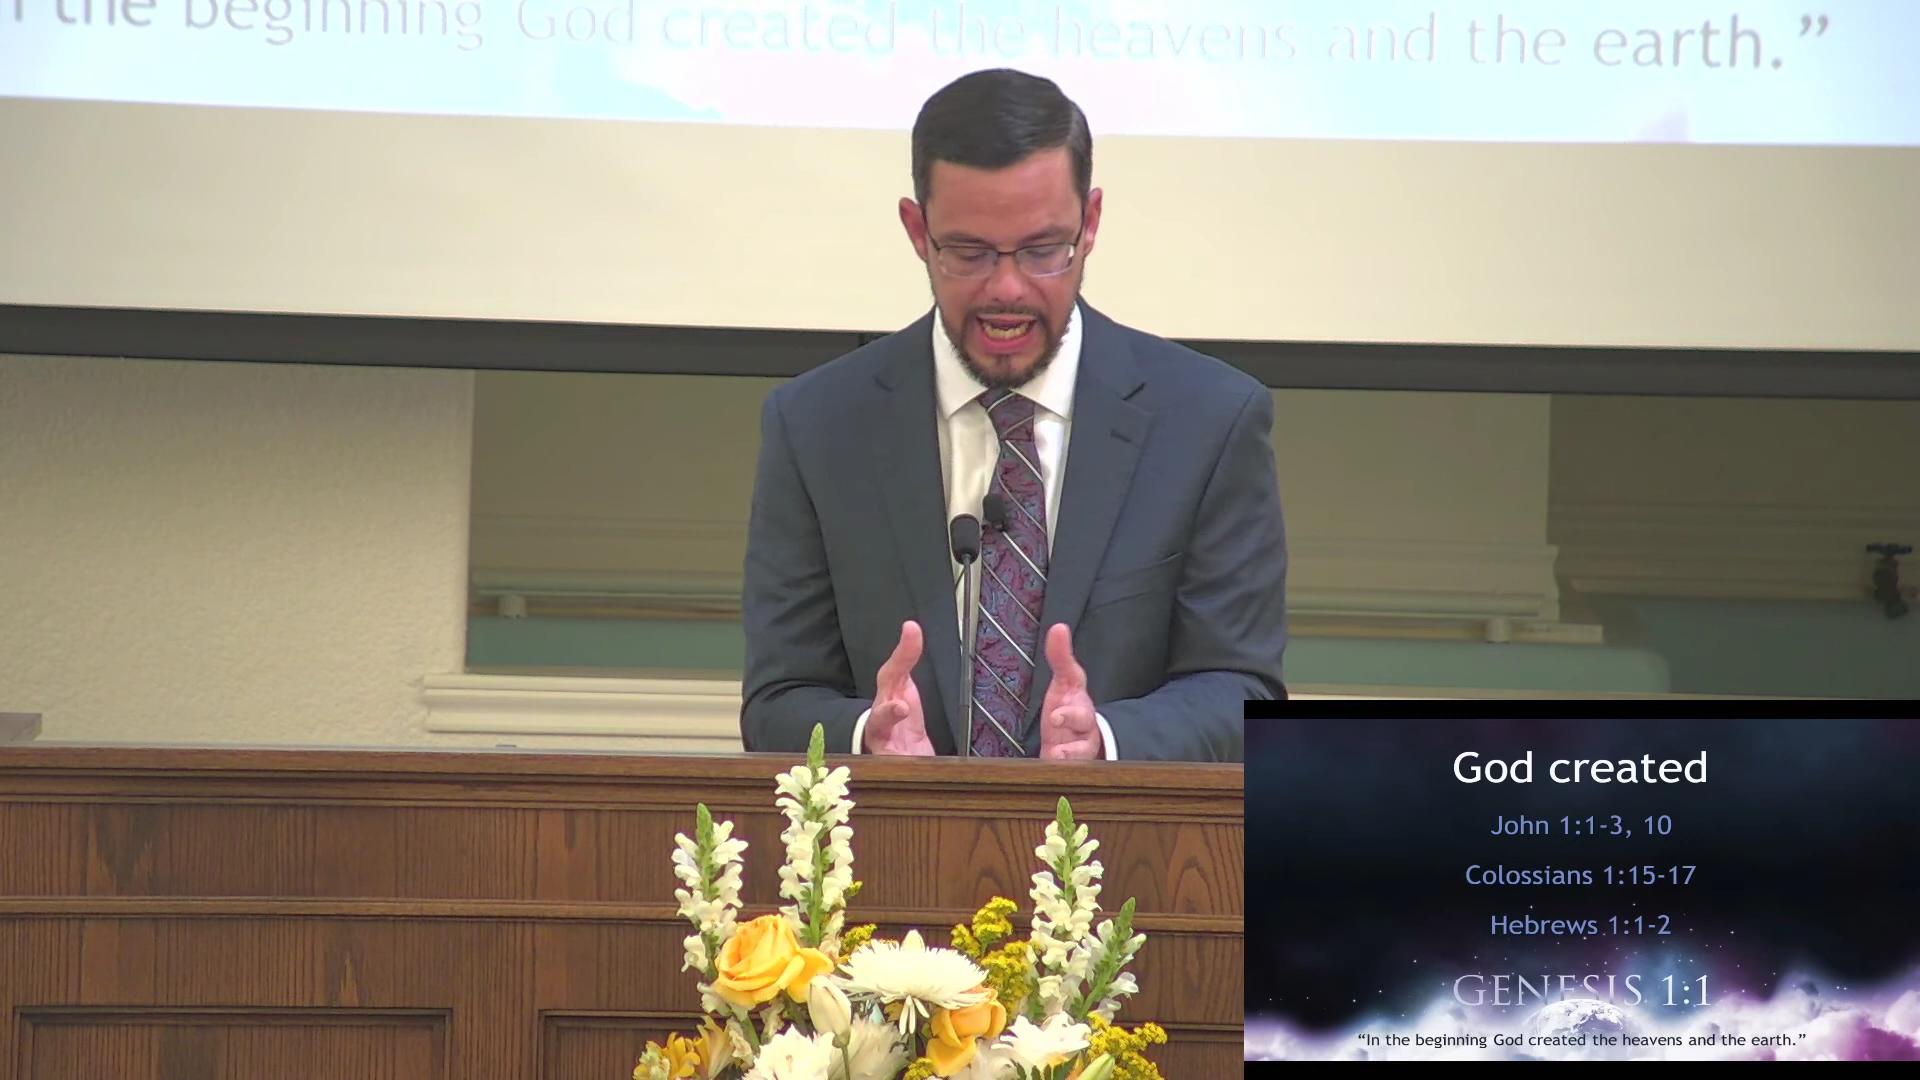 the beginning God created the heavens and the earth.”
God created
John 1:1-3, 10
Colossians 1:15-17
Hebrews 1:1-2
GENESIS 1:1
“In the beginning God created the heavens and the earth.”